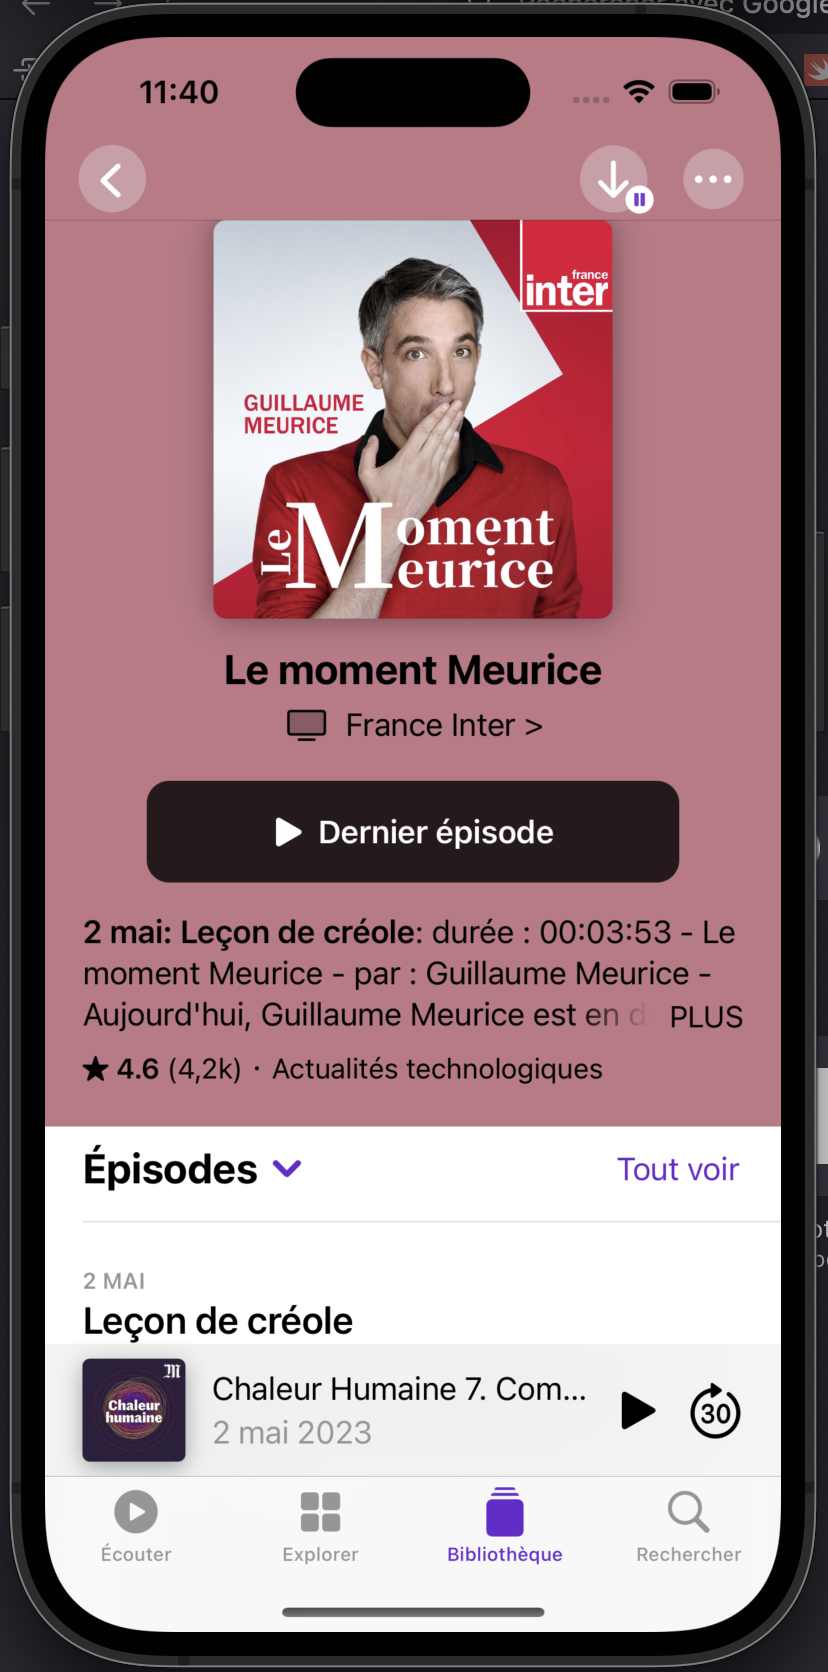 11:40
france
inter
GUILLAUME
MEURICE
Le Moment
Meurice
Le moment Meurice
France Inter >
Dernier épisode
2 mai: Leçon de créole: durée : 00:03:53 - Le
moment Meurice - par : Guillaume Meurice -
Aujourd'hui, Guillaume Meurice est en d PLUS
★ 4.6 (4,2k) · Actualités technologiques
Épisodes
Tout voir
2 MAI
Leçon de créole
M
Chaleur
humaine
Chaleur Humaine 7. Com...
2 mai 2023
30
Écouter
Explorer
Bibliothèque
Rechercher